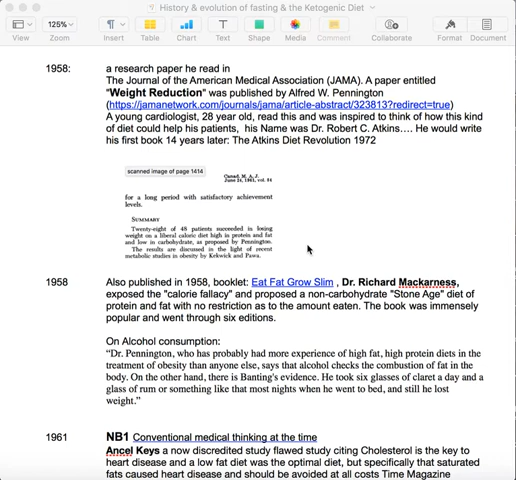 History & evolution of fasting & the Ketogenic Diet
125%
View
Zoom
Insert
Table
Chart
Text
Shape
Media
Comment
Collaborate
Format
Document
1958:
a research paper he read in
The Journal of the American Medical Association (JAMA). A paper entitled
"Weight Reduction" was published by Alfred W. Pennington
(https://jamanetwork.com/journals/jama/article-abstract/323813?redirect=true)
A young cardiologist, 28 year old, read this and was inspired to think of how this kind
of diet could help his patients, his Name was Dr. Robert C. Atkins…. He would write
his first book 14 years later: The Atkins Diet Revolution 1972
scanned image of page 1414
Canad. M. A. J.
June 24, 1961, vol. 84
for a long period with satisfactory achievement
levels.
SUMMARY
Twenty-eight of 48 patients succeeded in losing
weight on a liberal caloric diet high in protein and fat
and low in carbohydrate, as proposed by Pennington.
The results are discussed in the light of recent
metabolic studies in obesity by Kekwick and Pawa.
1958
Also published in 1958, booklet: Eat Fat Grow Slim , Dr. Richard Mackarness,
exposed the "calorie fallacy" and proposed a non-carbohydrate "Stone Age" diet of
protein and fat with no restriction as to the amount eaten. The book was immensely
popular and went through six editions.
On Alcohol consumption:
“Dr. Pennington, who has probably had more experience of high fat, high protein diets in the
treatment of obesity than anyone else, says that alcohol checks the combustion of fat in the
body. On the other hand, there is Banting's evidence. He took six glasses of claret a day and a
glass of rum or something like that most nights when he went to bed, and still he lost
weight.”
1961
NB1 Conventional medical thinking at the time
Ancel Keys a now discredited study flawed study citing Cholesterol is the key to
heart disease and a low fat diet was the optimal diet, but specifically that saturated
fats caused heart disease and should be avoided at all costs Time Magazine